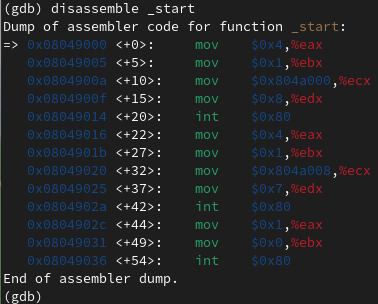 (gdb) disassemble _start
Dump of assembler code for function _start:
=> 0x08049000 <+0>: mov $0x4,%eax
0x08049005 <+5>: mov $0x1,%ebx
0x0804900a <+10>: mov $0x804a000,%ecx
0x0804900f <+15>: mov $0x8,%edx
0x08049014 <+20>: int $0x80
0x08049016 <+22>: mov $0x4,%eax
0x0804901b <+27>: mov $0x1,%ebx
0x08049020 <+32>: mov $0x804a008,%ecx
0x08049025 <+37>: mov $0x7,%edx
0x0804902a <+42>: int $0x80
0x0804902c <+44>: mov $0x1,%eax
0x08049031 <+49>: mov $0x0,%ebx
0x08049036 <+54>: int $0x80
End of assembler dump.
(gdb)